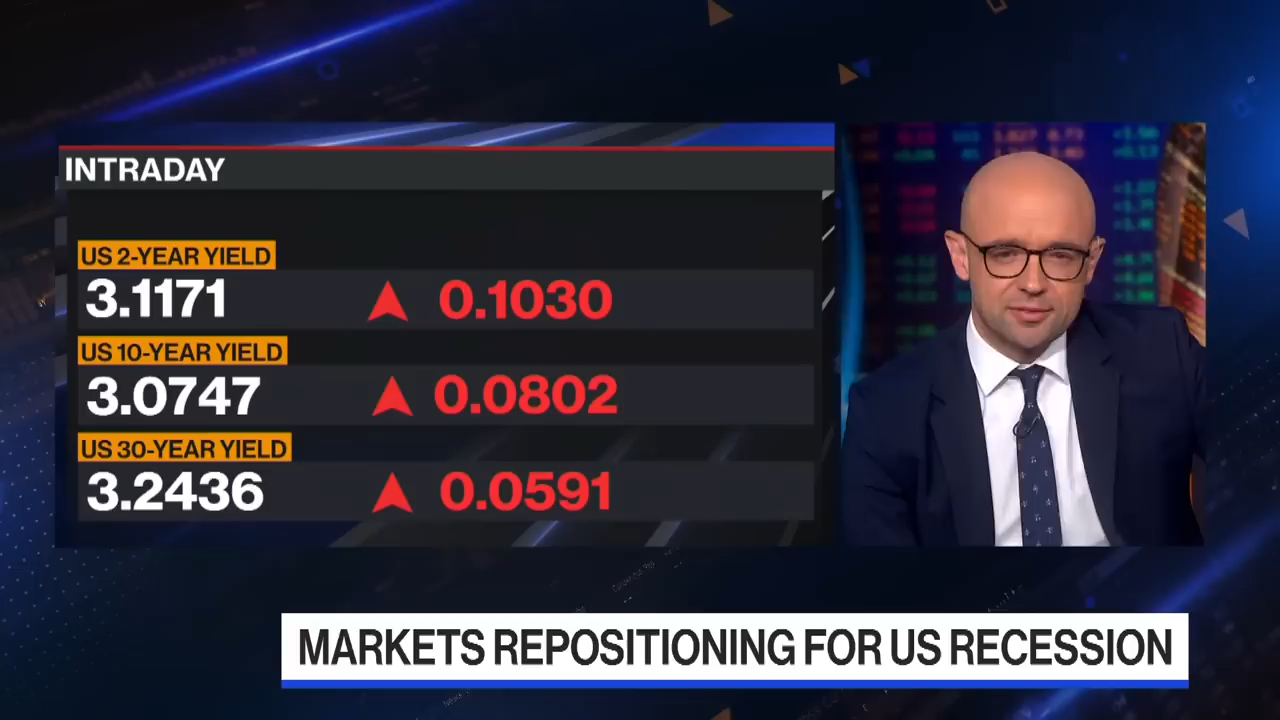 INTRADAY
US 2-YEAR YIELD
3.1171 0.1030
US 10-YEAR YIELD
3.0747 0.0802
US 30-YEAR YIELD
3.2436 0.0591
MARKETS REPOSITIONING FOR US RECESSION